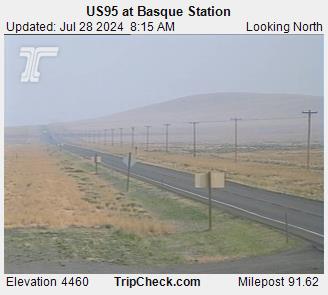 US95 at Basque Station
Updated: Jul 28 2024 8:15 AM Looking North
Elevation 4460 TripCheck.com Milepost 91.62